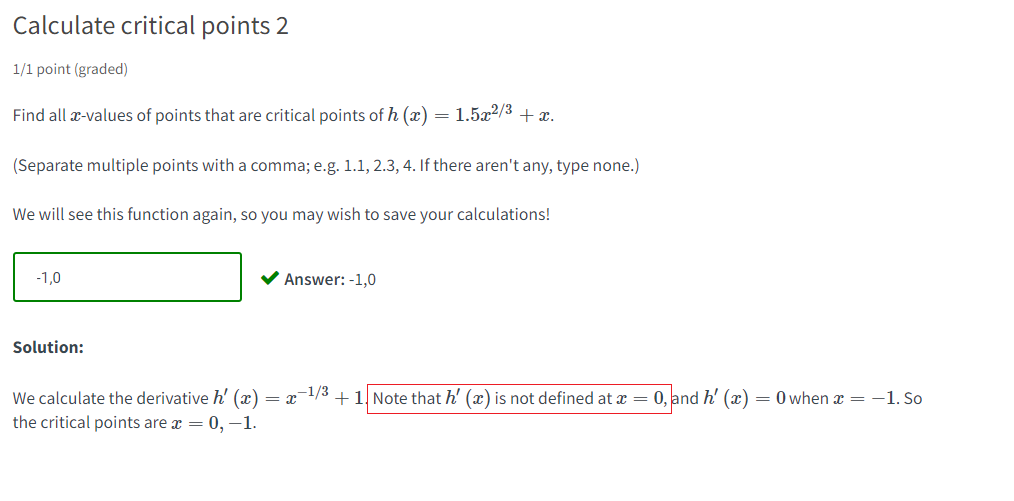 Calculate critical points 2
1/1 point (graded)
Find all x-values of points that are critical points of h (x) = 1.5x^{2/3} + x.
(Separate multiple points with a comma; e.g. 1.1, 2.3, 4. If there aren't any, type none.)
We will see this function again, so you may wish to save your calculations!
-1,0
✔ Answer: -1,0
Solution:
We calculate the derivative h′ (x) = x^{−1/3} + 1. Note that h′ (x) is not defined at x = 0, and h′ (x) = 0 when x = −1. So
the critical points are x = 0, −1.